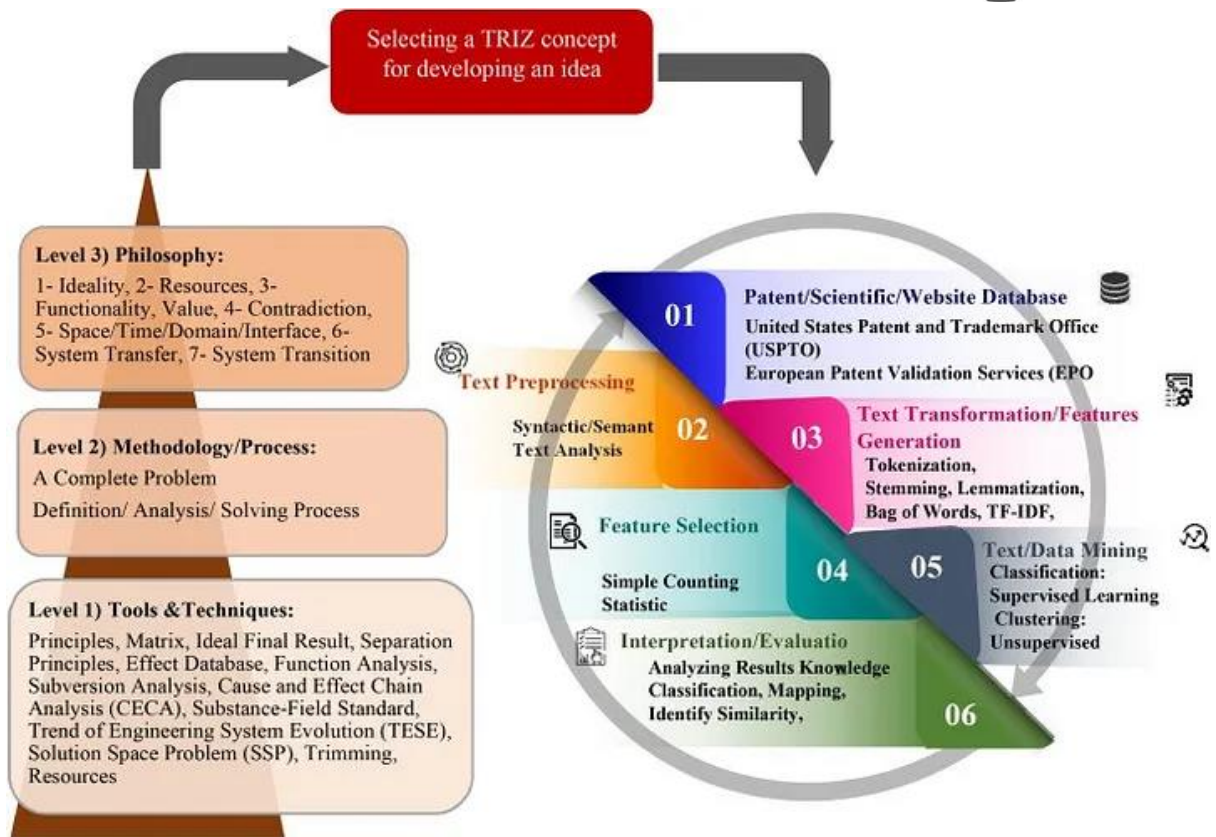 Selecting a TRIZ concept
for developing an idea
Level 3) Philosophy:
1- Ideality, 2- Resources, 3-
Functionality, Value, 4- Contradiction,
5- Space/Time/Domain/Interface, 6-
System Transfer, 7- System Transition
Level 2) Methodology/Process:
A Complete Problem
Definition/ Analysis/ Solving Process
Level 1) Tools &Techniques:
Principles, Matrix, Ideal Final Result, Separation
Principles, Effect Database, Function Analysis,
Subversion Analysis, Cause and Effect Chain
Analysis (CECA), Substance-Field Standard,
Trend of Engineering System Evolution (TESE),
Solution Space Problem (SSP), Trimming,
Resources
01
Patent/Scientific/Website Database
United States Patent and Trademark Office
(USPTO)
European Patent Validation Services (EPO
Text Preprocessing
Syntactic/Semant
Text Analysis
02
03
Text Transformation/Features
Generation
Tokenization,
Stemming, Lemmatization,
Bag of Words, TF-IDF,
Feature Selection
Simple Counting
Statistic
04
05
Text/Data Mining
Classification:
Supervised Learning
Clustering:
Unsupervised
Interpretation/Evaluatio
Analyzing Results Knowledge
Classification, Mapping,
Identify Similarity,
06